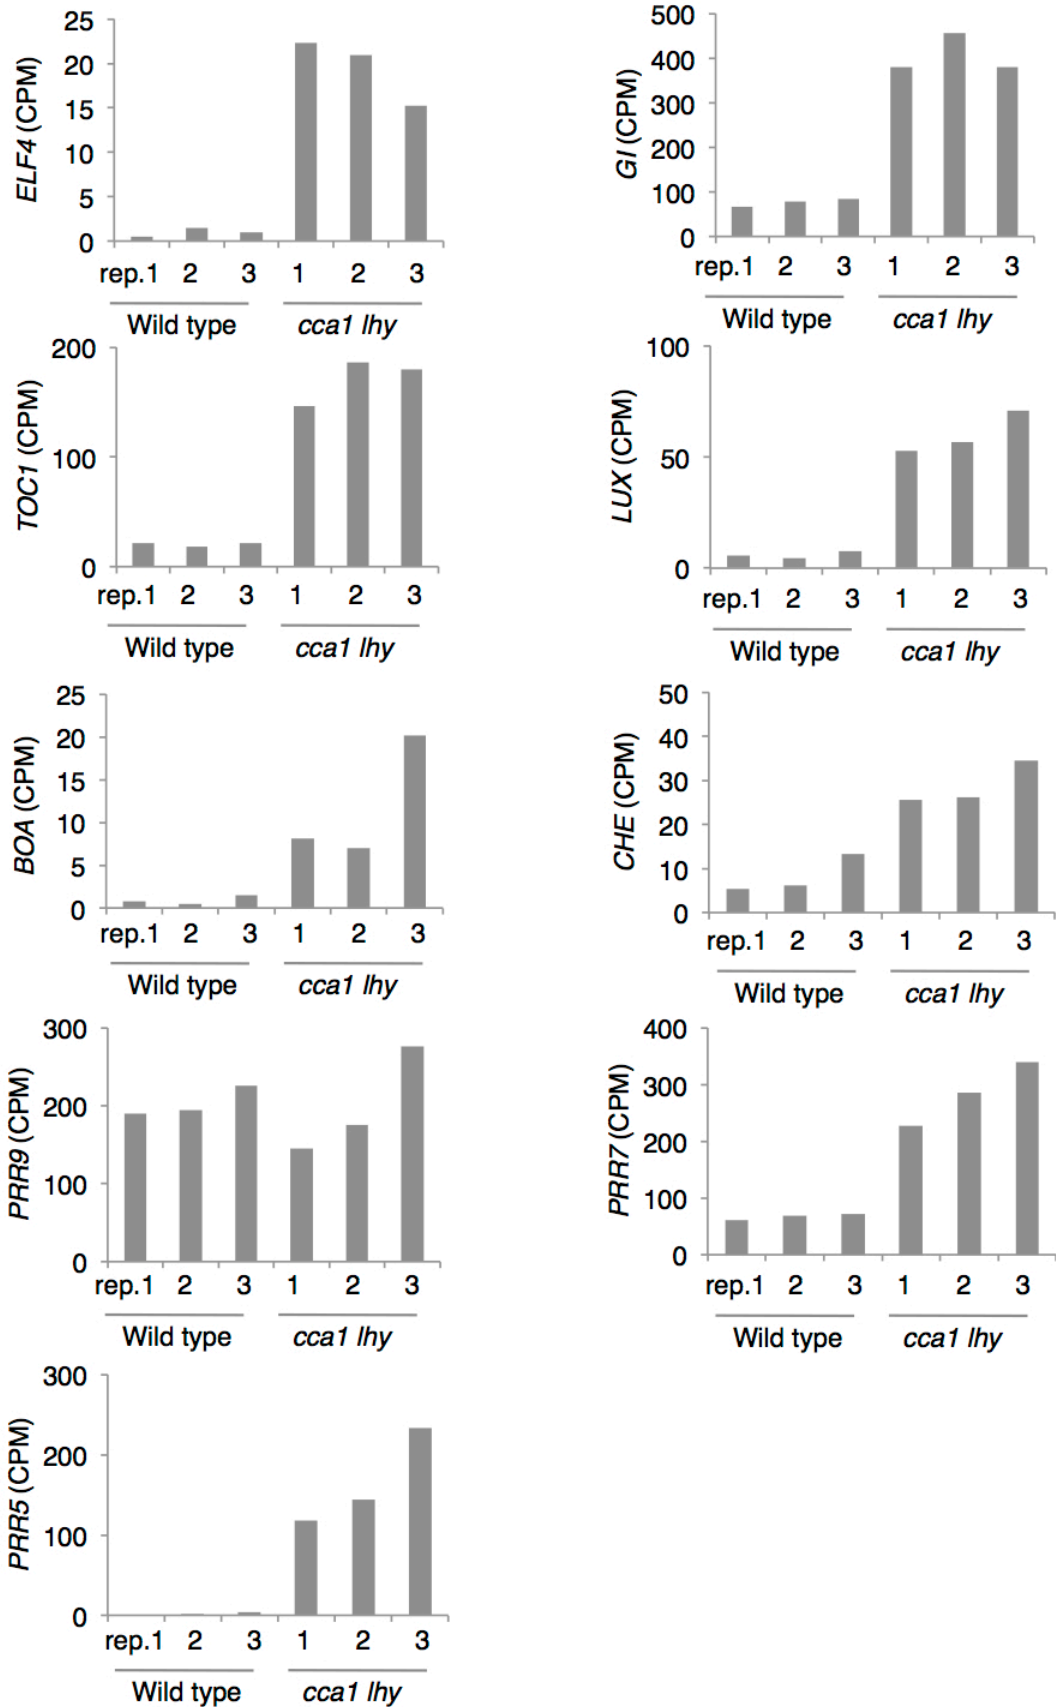 ELF4 (CPM)
25
20
15
10
5
0
rep.1 2 3 1 2 3
Wild type cca1 lhy
GI (CPM)
500
400
300
200
100
0
rep.1 2 3 1 2 3
Wild type cca1 lhy
TOC1 (CPM)
200
100
0
rep.1 2 3 1 2 3
Wild type cca1 lhy
LUX (CPM)
100
50
0
rep.1 2 3 1 2 3
Wild type cca1 lhy
BOA (CPM)
25
20
15
10
5
0
rep.1 2 3 1 2 3
Wild type cca1 lhy
CHE (CPM)
50
40
30
20
10
0
rep.1 2 3 1 2 3
Wild type cca1 lhy
PRR9 (CPM)
300
200
100
0
rep.1 2 3 1 2 3
Wild type cca1 lhy
PRR7 (CPM)
400
300
200
100
0
rep.1 2 3 1 2 3
Wild type cca1 lhy
PRR5 (CPM)
300
200
100
0
rep.1 2 3 1 2 3
Wild type cca1 lhy